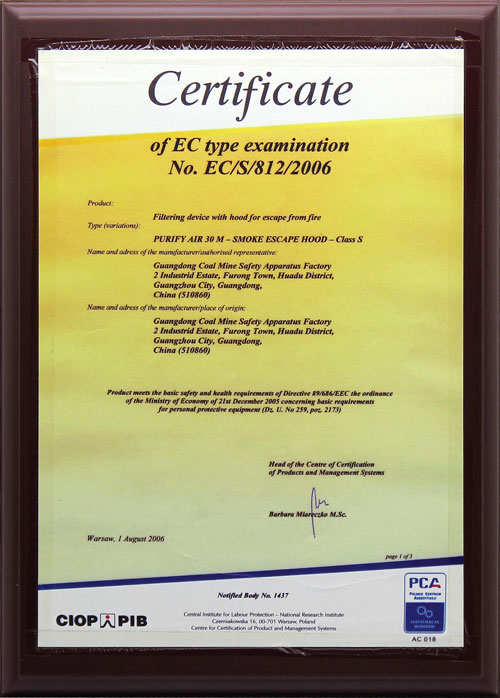 Certificate
of EC type examination
No. EC/S/812/2006
Product:
Filtering device with hood for escape from fire
Type (variations):
PURIFY AIR 30 M – SMOKE ESCAPE HOOD – Class S
Name and adress of the manufacturer/authorised representative:
Guangdong Coal Mine Safety Apparatus Factory
2 Industrid Estate, Furong Town, Huadu District,
Guangzhou City, Guangdong,
China (510860)
Name and adress of the manufacturer/place of origin:
Guangdong Coal Mine Safety Apparatus Factory
2 Industrid Estate, Furong Town, Huadu District,
Guangzhou City, Guangdong,
China (510860)
Product meets the basic safety and health requirements of Directive 89/686/EEC the ordinance
of the Ministry of Economy of 21st December 2005 concerning basic requirements
for personal protective equipment (Dz. U. No 259, poz. 2173)
Head of the Centre of Certification
of Products and Management Systems
Barbara Miareczko M.Sc.
Warsaw, 1 August 2006
page 1 of 3
Notified Body No. 1437
CIOP PIB
Central Institute for Labour Protection – National Research Institute
Czerniakowska 16, 00-701 Warsaw, Poland
Centre for Certification of Product and Management Systems
PCA
POLSKIE CENTRUM
AKREDYTACJI
CERTYFIKACJA
WYROBÓW
AC 018